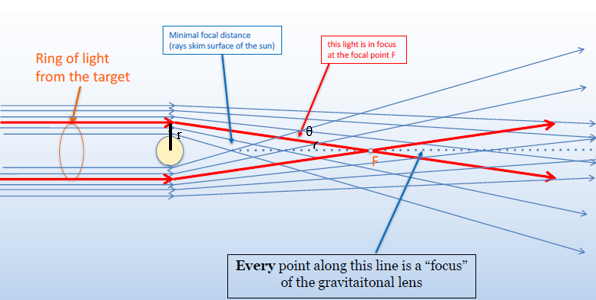 Minimal focal distance
(rays skim surface of the sun)
this light is in focus
at the focal point F
Ring of light
from the target
r
θ
F
Every point along this line is a “focus”
of the gravitaitonal lens